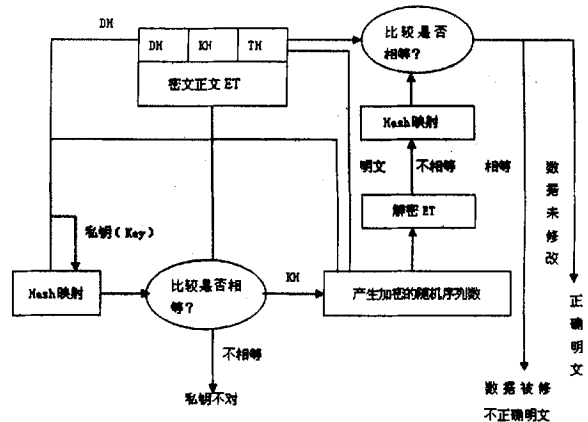 DH
DH KH TH
密文正文ET
比较是否
相等?
Hash映射
明文 不相等 相等
解密 ET
私钥(Key)
Hash映射
比较是否相
等?
KH
产生加密的随机序列数
不相等
私钥不对
数据未修改
正确明文
数据被修
不正确明文